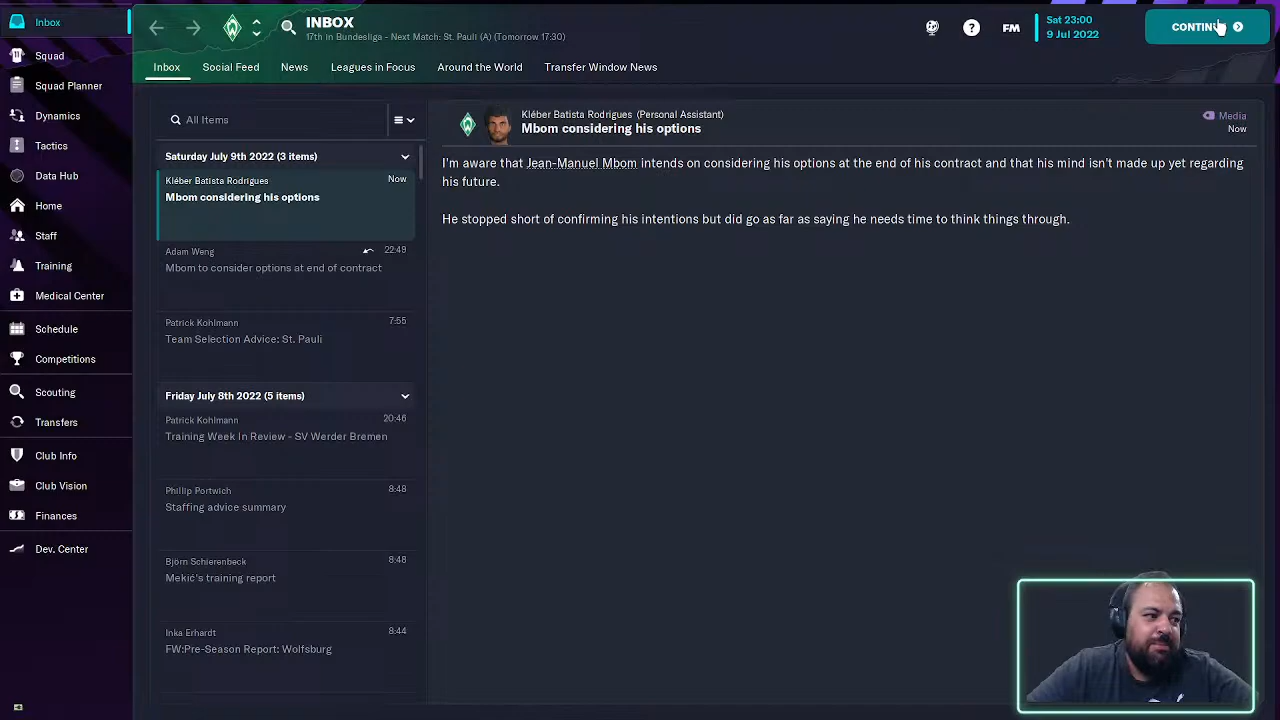 Inbox
Squad
Squad Planner
Dynamics
Tactics
Data Hub
Home
Staff
Training
Medical Center
Schedule
Competitions
Scouting
Transfers
Club Info
Club Vision
Finances
Dev. Center
INBOX
17th in Bundesliga - Next Match: St. Pauli (A) (Tomorrow 17:30)
?
FM
Sat 23:00
9 Jul 2022
Inbox
Social Feed
News
Leagues in Focus
Around the World
Transfer Window News
All Items
Saturday July 9th 2022 (3 items)
Kléber Batista Rodrigues Now
Mbom considering his options
Adam Weng 22:49
Mbom to consider options at end of contract
Patrick Kohlmann 7:55
Team Selection Advice: St. Pauli
Friday July 8th 2022 (5 items)
Patrick Kohlmann 20:46
Training Week In Review - SV Werder Bremen
Phillip Portwich 8:48
Staffing advice summary
Björn Schierenbeck 8:48
Mekić's training report
Inka Erhardt 8:44
FW:Pre-Season Report: Wolfsburg
Kléber Batista Rodrigues (Personal Assistant)
Mbom considering his options
Media
Now
I'm aware that Jean-Manuel Mbom intends on considering his options at the end of his contract and that his mind isn't made up yet regarding
his future.
He stopped short of confirming his intentions but did go as far as saying he needs time to think things through.